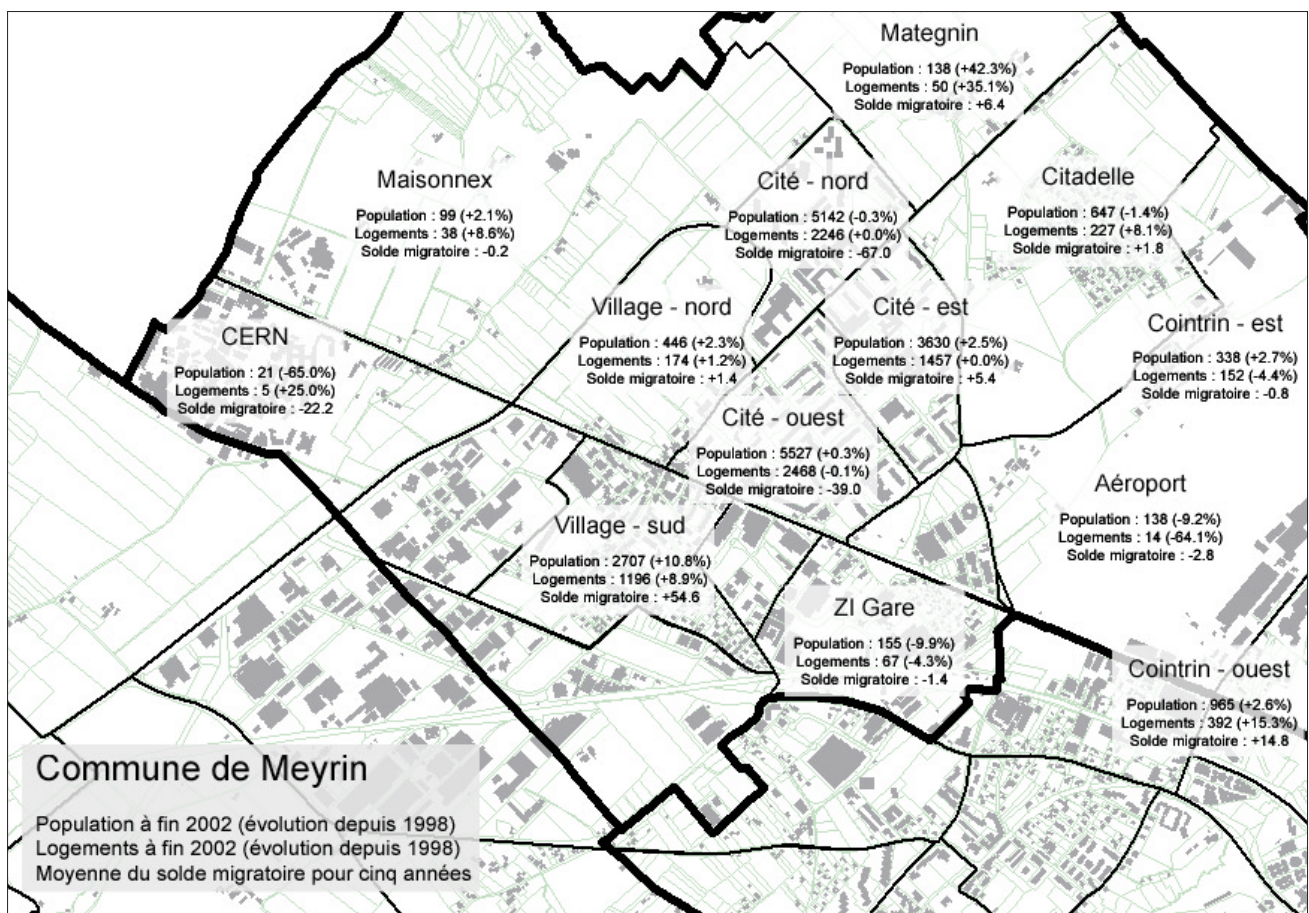 Mategnin
Population : 138 (+42.3%)
Logements : 50 (+35.1%)
Solde migratoire : +6.4
Maisonnex
Population : 99 (+2.1%)
Logements : 38 (+8.6%)
Solde migratoire : -0.2
Cité - nord
Population : 5142 (-0.3%)
Logements : 2246 (+0.0%)
Solde migratoire : -67.0
Citadelle
Population : 647 (-1.4%)
Logements : 227 (+8.1%)
Solde migratoire : +1.8
CERN
Population : 21 (-65.0%)
Logements : 5 (+25.0%)
Solde migratoire : -22.2
Village - nord
Population : 446 (+2.3%)
Logements : 174 (+1.2%)
Solde migratoire : +1.4
Cité - est
Population : 3630 (+2.5%)
Logements : 1457 (+0.0%)
Solde migratoire : +5.4
Cointrin - est
Population : 338 (+2.7%)
Logements : 152 (-4.4%)
Solde migratoire : -0.8
Cité - ouest
Population : 5527 (+0.3%)
Logements : 2468 (-0.1%)
Solde migratoire : -39.0
Aéroport
Population : 138 (-9.2%)
Logements : 14 (-64.1%)
Solde migratoire : -2.8
Village - sud
Population : 2707 (+10.8%)
Logements : 1196 (+8.9%)
Solde migratoire : +54.6
ZI Gare
Population : 155 (-9.9%)
Logements : 67 (-4.3%)
Solde migratoire : -1.4
Cointrin - ouest
Population : 965 (+2.6%)
Logements : 392 (+15.3%)
Solde migratoire : +14.8
Commune de Meyrin
Population à fin 2002 (évolution depuis 1998)
Logements à fin 2002 (évolution depuis 1998)
Moyenne du solde migratoire pour cinq années